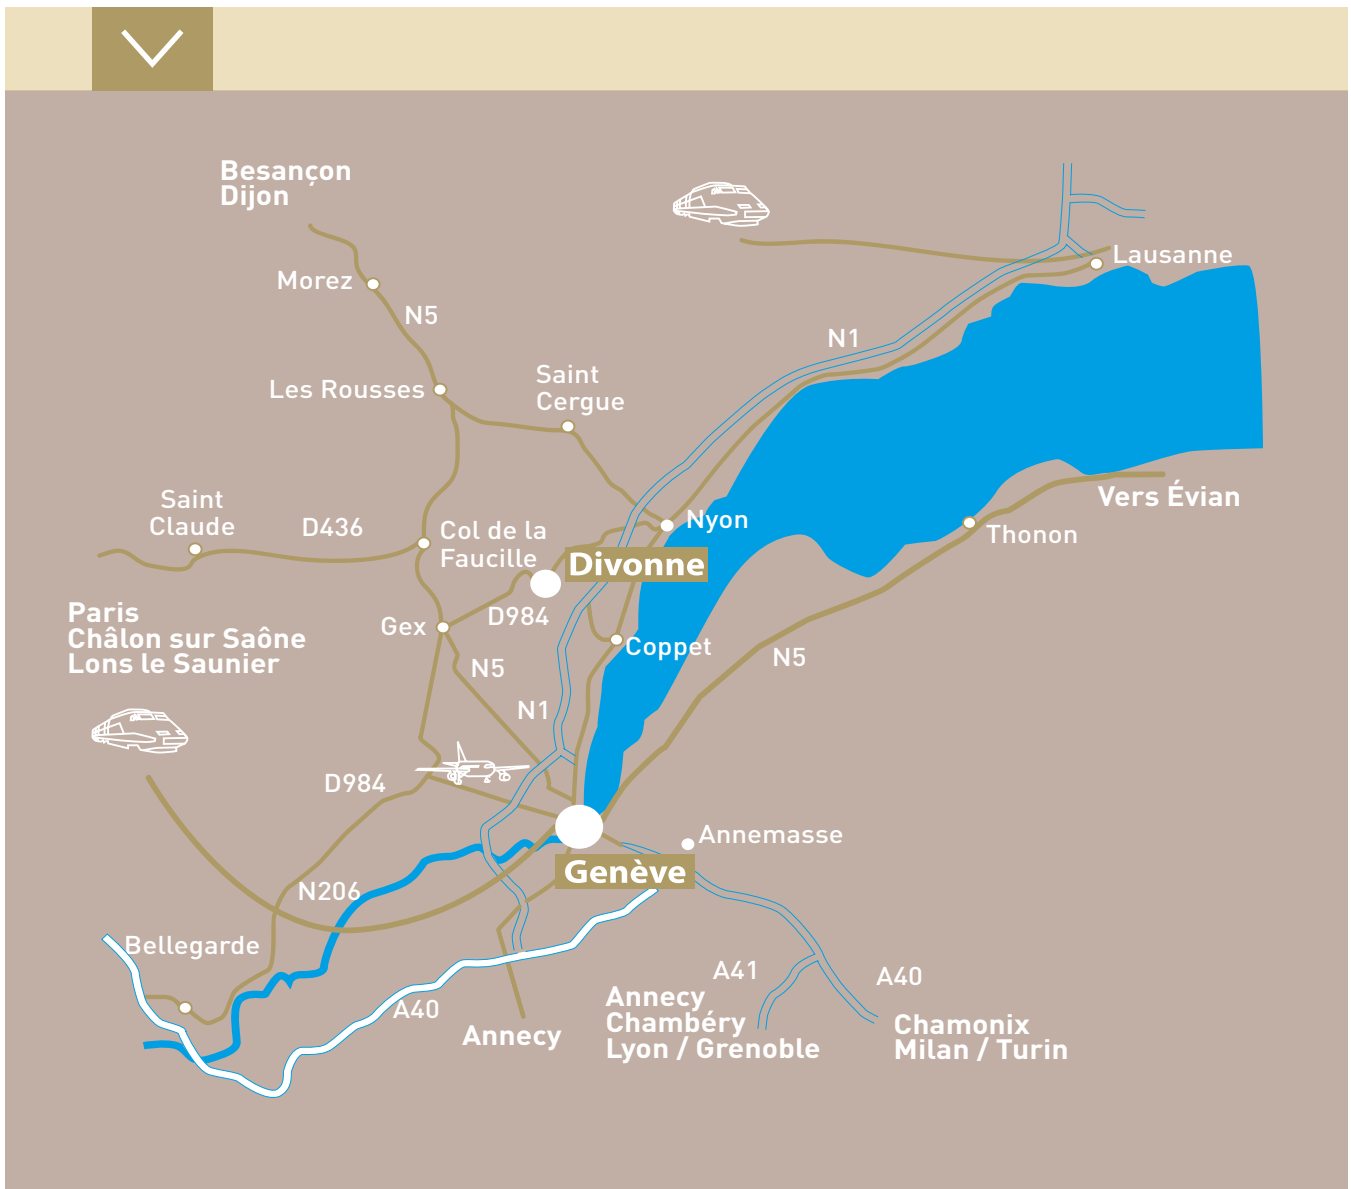 Besançon
Dijon
Morez
N5
Lausanne
N1
Les Rousses
Saint
Cergue
Saint
Claude
D436
Col de la
Faucille
Nyon
Vers Évian
Thonon
Divonne
Paris
Châlon sur Saône
Lons le Saunier
Gex
D984
Coppet
N5
N5
N1
D984
Annemasse
Genève
N206
Bellegarde
A40
Annecy
A41
A40
Annecy
Chambéry
Lyon / Grenoble
Chamonix
Milan / Turin